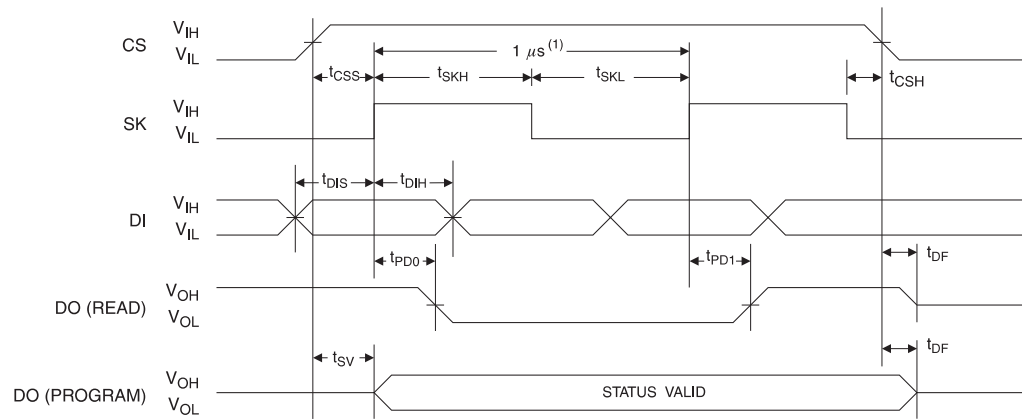 CS V_IH
V_IL
1 μs(1)
t_CSS t_SKH t_SKL t_CSH
SK V_IH
V_IL
t_DIS t_DIH
DI V_IH
V_IL
t_PD0 t_PD1 t_DF
DO (READ) V_OH
V_OL
t_SV t_DF
DO (PROGRAM) V_OH
V_OL
STATUS VALID